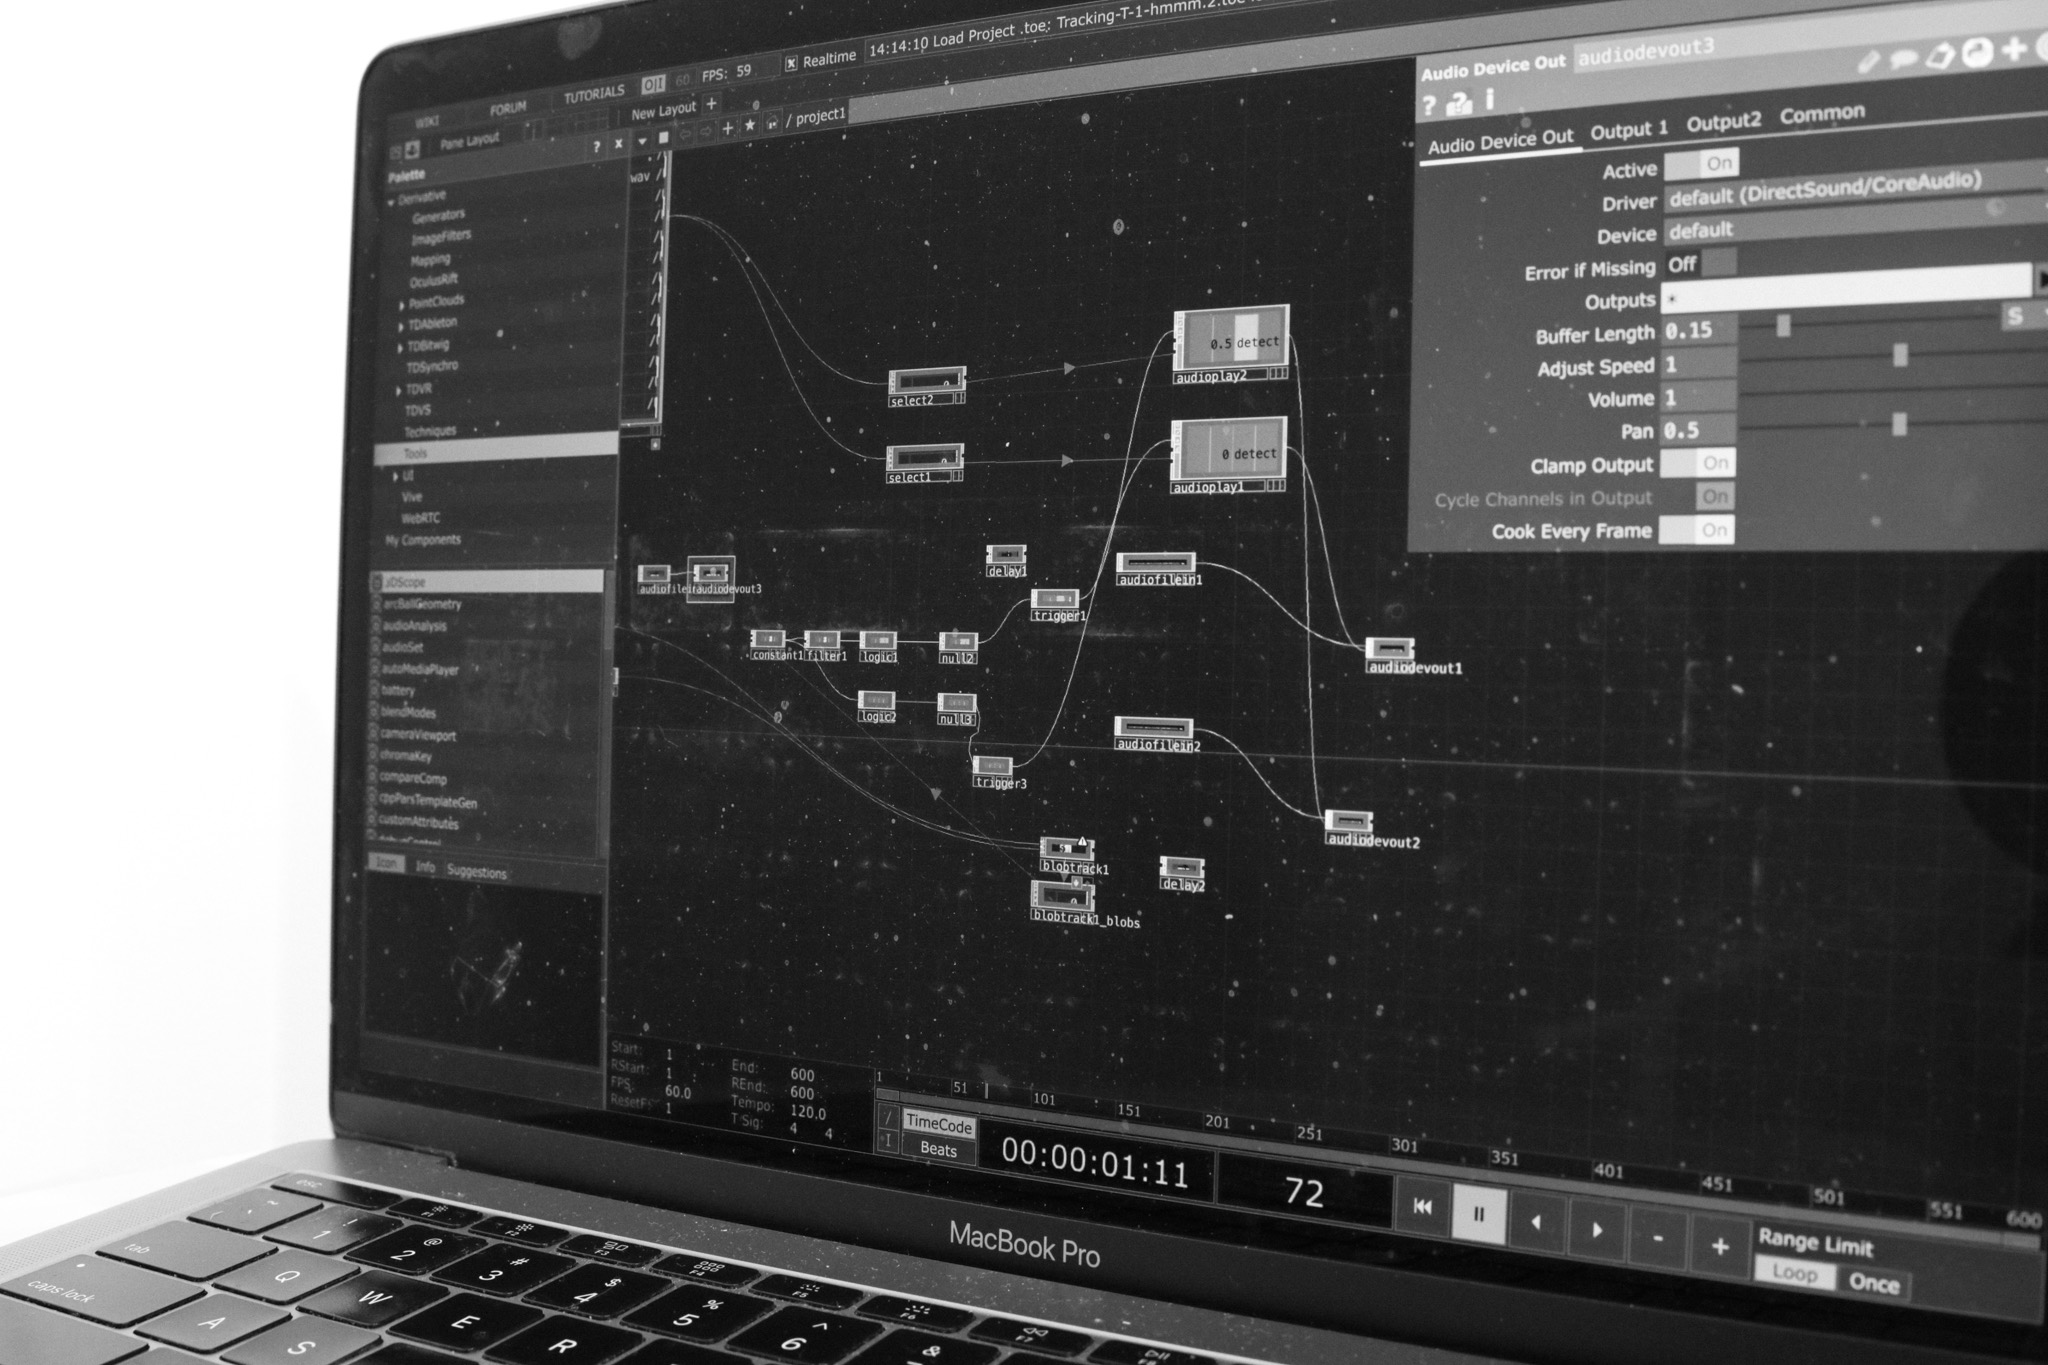 14:14:10 Load Project .toe: Tracking-T-1-hmmm.2.toe
WIKI FORUM TUTORIALS O|I 60 FPS: 59 x Realtime
Pane Layout New Layout +
? x + ★ / project1
Palette
Derivative
Generators
ImageFilters
Mapping
OculusRift
PointClouds
TDAbleton
TDBitwig
TDSynchro
TDVR
TDVS
Techniques
Tools
UI
Vive
WebRTC
My Components
arcBallGeometry
audioAnalysis
audioSet
autoMediaPlayer
battery
blendModes
cameraViewport
chromaKey
compareComp
cppParsTemplateGen
customAttributes
Icon Info Suggestions
wav
select2
select1
0.5 detect
audioplay2
0 detect
audioplay1
delay1
audiofilein1
audiodevout3
trigger1
constant1 filter1 logic1 null2
audiodevout1
logic2 null3
audiofilein2
trigger3
audiodevout2
blobtrack1
delay2
blobtrack1_blobs
Audio Device Out audiodevout3
? i
Audio Device Out Output 1 Output2 Common
Active On
Driver default (DirectSound/CoreAudio)
Device default
Error if Missing Off
Outputs *
S
Buffer Length 0.15
Adjust Speed 1
Volume 1
Pan 0.5
Clamp Output On
Cycle Channels in Output On
Cook Every Frame On
Start: 1 End: 600
RStart: 1 REnd: 600
FPS: 60.0 Tempo: 120.0
1 T Sig: 4 4
1 51 101 151 201 251 301 351 401 451 501 551 600
TimeCode
Beats
00:00:01:11 72
- +
Range Limit
Loop Once
MacBook Pro
esc F1 F2 F3 F4 F5 F6 F7
~ ! 1 @ 2 # 3 $ 4 % 5 ^ 6 &
tab Q W E R
caps lock A S